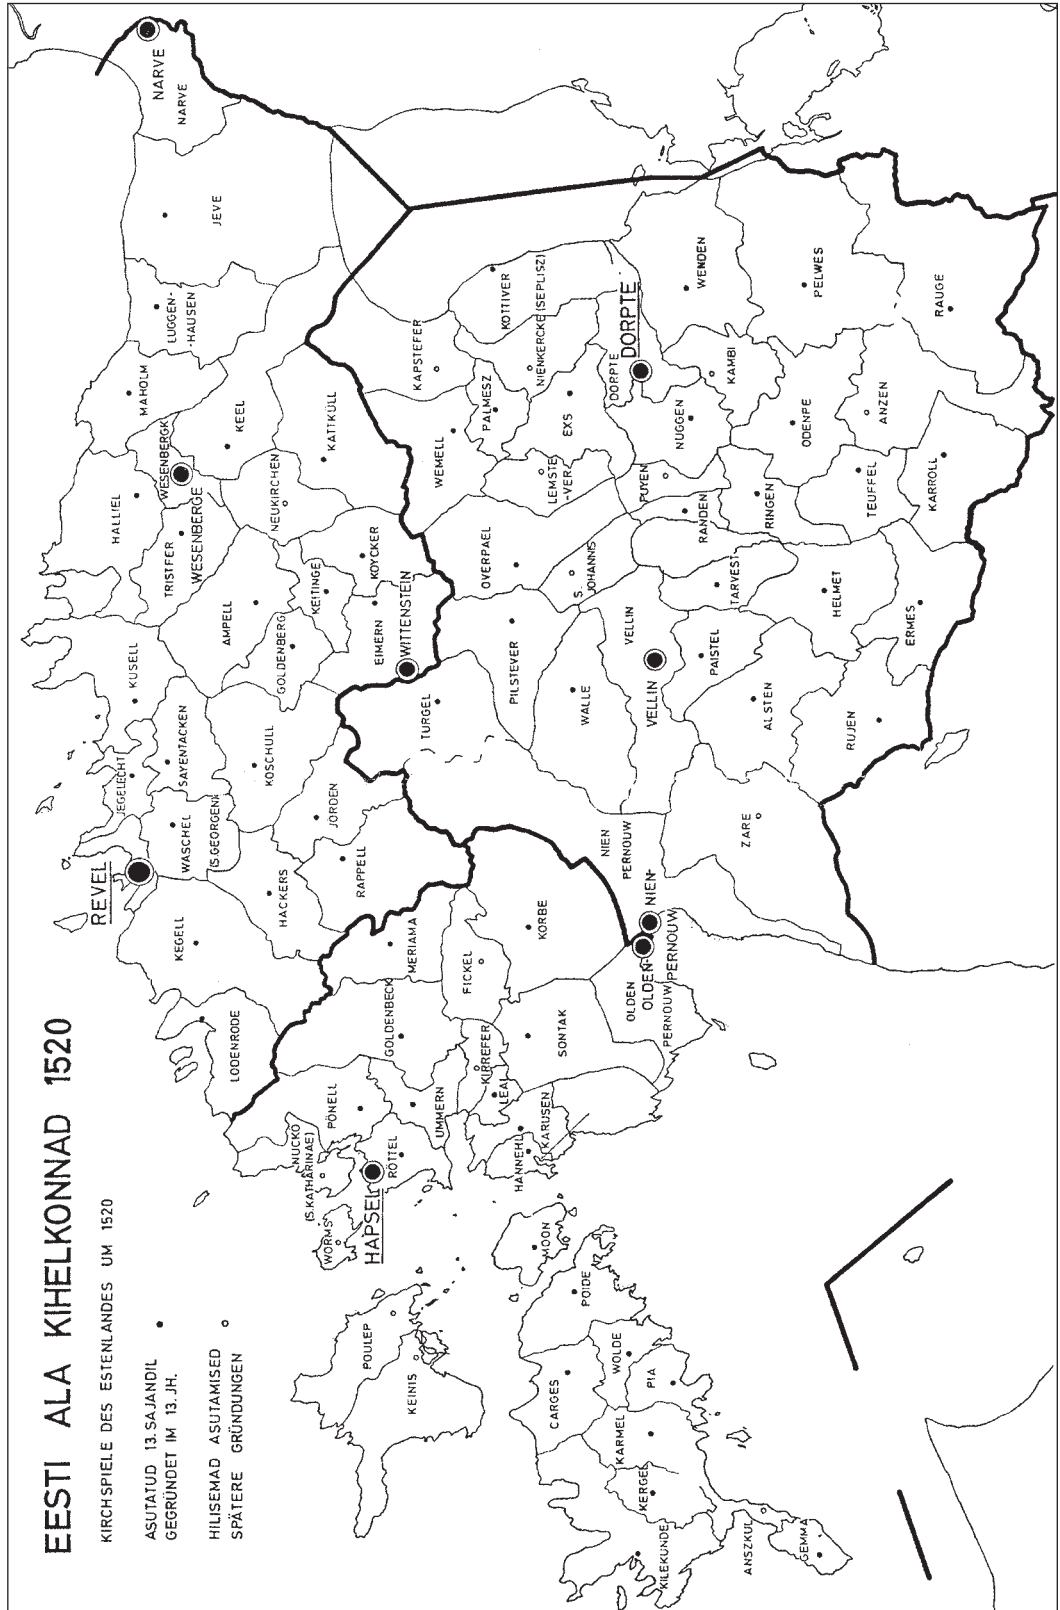 EESTI ALA KIHELKONNAD 1520
KIRCHSPIELE DES ESTENLANDES UM 1520
ASUTATUD 13. SAJANDIL
GEGRÜNDET IM 13. JH.
HILISEMAD ASUTAMISED
SPÄTERE GRÜNDUNGEN
NARVE
NARVE
JEVE
LUGGEN-
-HAUSEN
MAHOLM
WESENBERGK
KEEL
HALLIEL
TRISTFER
WESENBERGE
NEUKIRCHEN
KATTKÜLL
KUSELL
AMPELL
KEITINGE
KOYCKER
GOLDENBERG
EIMERN
WITTENSTEIN
JEGELECHT
SAYENTACKEN
KOSCHÜLL
REVEL
WASCHEL
(S.GEORGEN)
JÖRDEN
HACKERS
RAPPELL
KEGELL
LODENRODE
TURGEL
KAPSTEFER
KOTTIVER
NIENKERCKE (SEPLISZ)
PALMESZ
WEMELL
EXS
LEMSTE-
-VER
DORPTE
DORPTE
WENDEN
PELWES
RAUGE
KAMBI
NÜGGEN
ODENPE
ANZEN
PUYEN
RANDEN
RINGEN
TEUFFEL
KARROLL
OVERPAEL
S.
JOHANNIS
TARVEST
HELMET
ERMES
PILSTEVER
WALLE
VELLIN
VELLIN
PAISTEL
ALSTEN
RUJEN
NIEN
PERNOUW
ZARE
NIEN-
PERNOUW
OLDEN-
OLDEN
PERNOUW
MERIAMA
FICKEL
KORBE
GOLDENBECK
KIRREFER
SONTAK
LEAL
UMMERN
PÖNELL
RÖTTEL
HANNEHL
KARUSEN
NUCKÖ
(S.KATHARINAE)
WORMS
HAPSEL
POULEP
KEINIS
MOON
POIDE
WOLDE
PIA
CARGES
KARMEL
KERGEL
KILEKUNDE
ANSZKUL
GEMMA